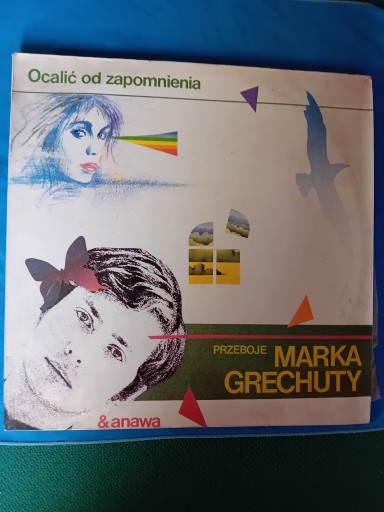 Ocalić od zapomnienia
PRZEBOJE MARKA
GRECHUTY
& anawa